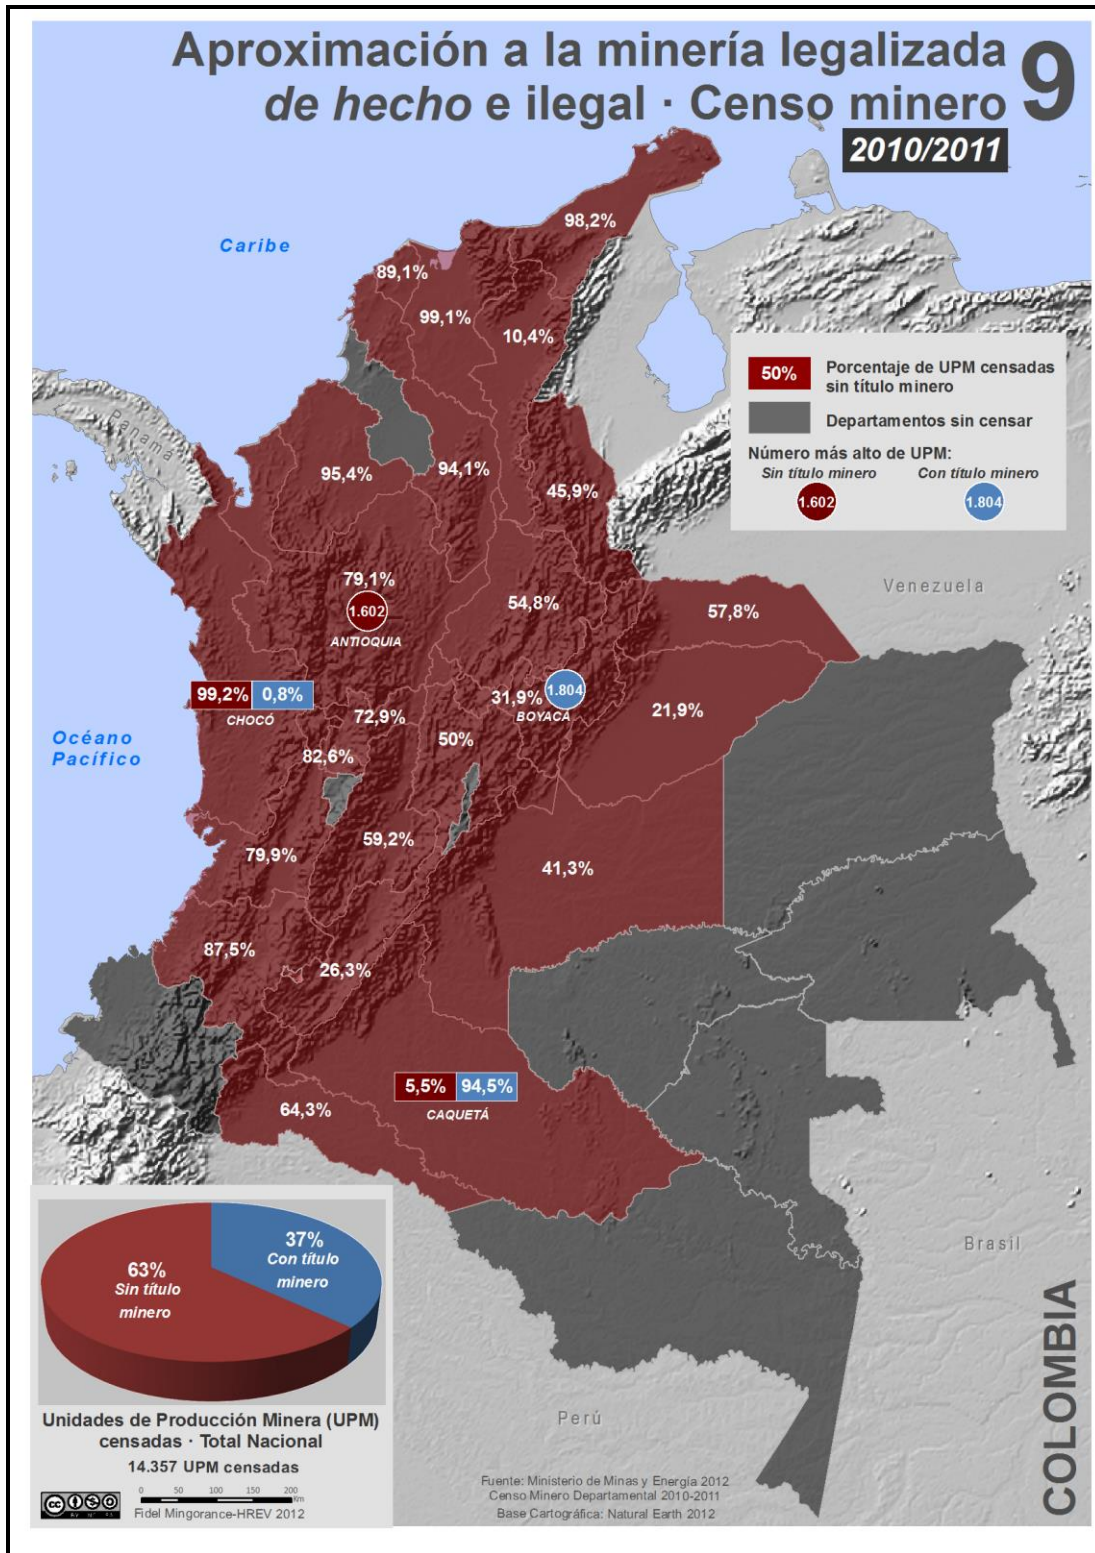 Aproximación a la minería legalizada
de hecho e ilegal · Censo minero
9
2010/2011
Caribe
98,2%
89,1%
99,1%
10,4%
50%
Porcentaje de UPM censadas
sin título minero
Departamentos sin censar
Número más alto de UPM:
Sin título minero
Con título minero
1.602
1.804
Panamá
95,4%
94,1%
45,9%
Venezuela
79,1%
1.602
ANTIOQUIA
54,8%
57,8%
99,2%
0,8%
CHOCÓ
31,9%
1.804
BOYACÁ
72,9%
50%
21,9%
Océano
Pacífico
82,6%
59,2%
79,9%
41,3%
87,5%
26,3%
5,5%
94,5%
CAQUETÁ
64,3%
Brasil
Perú
COLOMBIA
63%
Sin título
minero
37%
Con título
minero
Unidades de Producción Minera (UPM)
censadas · Total Nacional
14.357 UPM censadas
0 50 100 150 200
Km
cc
Fidel Mingorance-HREV 2012
Fuente: Ministerio de Minas y Energía 2012
Censo Minero Departamental 2010-2011
Base Cartográfica: Natural Earth 2012